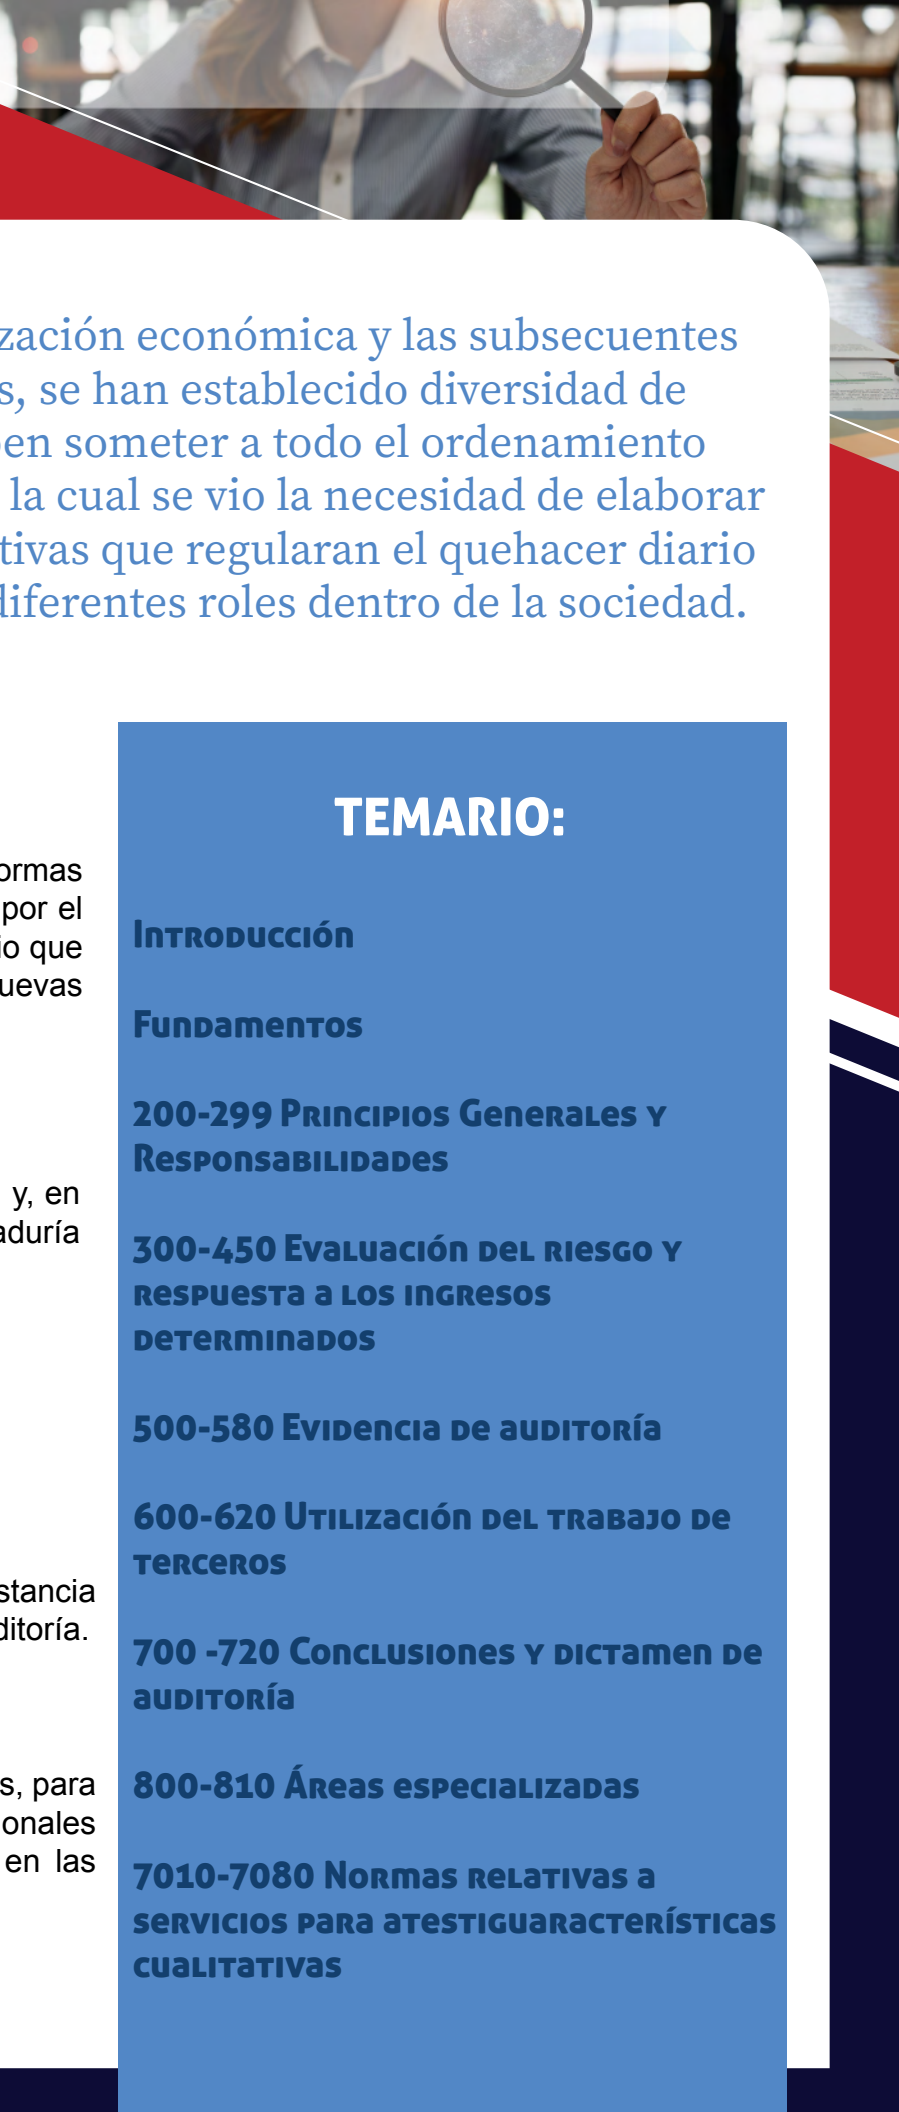 zación económica y las subsecuentes
s, se han establecido diversidad de
en someter a todo el ordenamiento
la cual se vio la necesidad de elaborar
tivas que regularan el quehacer diario
diferentes roles dentro de la sociedad.
ormas
por el
io que
uevas
y, en
aduría
stancia
ditoría.
s, para
onales
en las
TEMARIO:
Introducción
Fundamentos
200-299 Principios Generales y
Responsabilidades
300-450 Evaluación del riesgo y
respuesta a los ingresos
determinados
500-580 Evidencia de auditoría
600-620 Utilización del trabajo de
terceros
700 -720 Conclusiones y dictamen de
auditoría
800-810 Áreas especializadas
7010-7080 Normas relativas a
servicios para atestiguaracterísticas
cualitativas